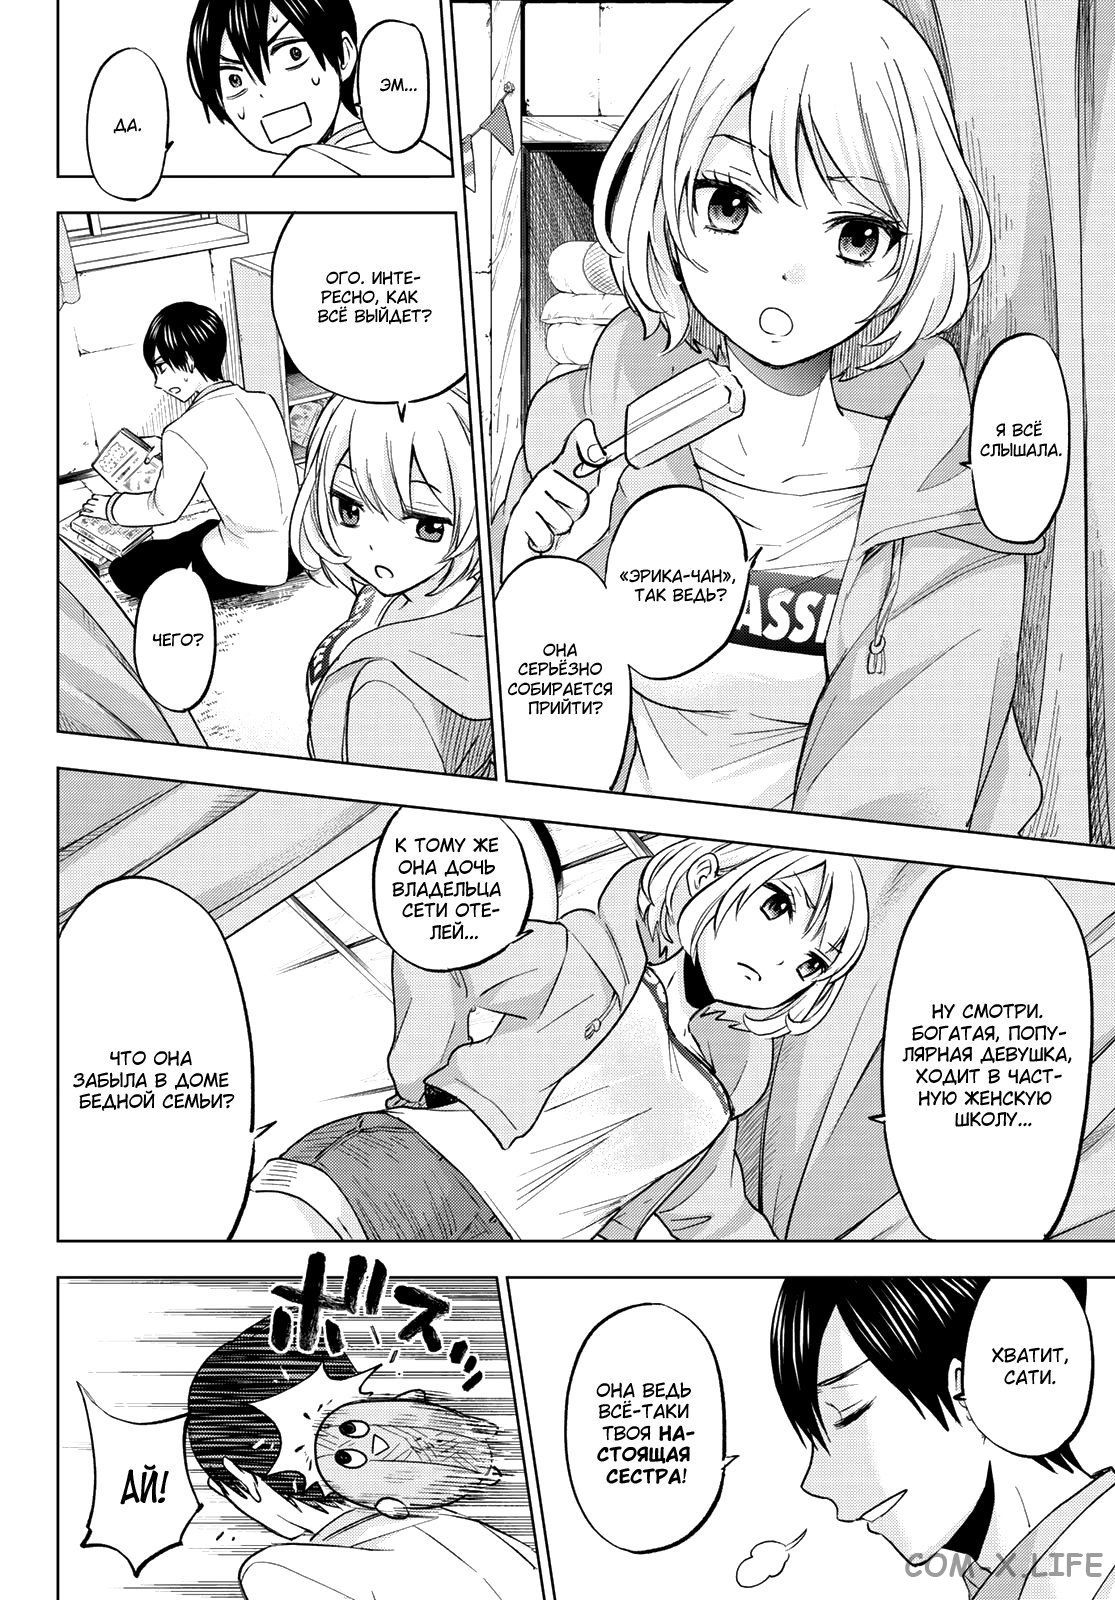 Я ВСЁ
СЛЫШАЛА.
«ЭРИКА-ЧАН»,
ТАК ВЕДЬ?
ОНА
СЕРЬЁЗНО
СОБИРАЕТСЯ
ПРИЙТИ?
ASSI
ЭМ...
ДА.
ОГО. ИНТЕ-
РЕСНО, КАК
ВСЁ ВЫЙДЕТ?
ЧЕГО?
НУ СМОТРИ.
БОГАТАЯ, ПОПУ-
ЛЯРНАЯ ДЕВУШКА,
ХОДИТ В ЧАСТ-
НУЮ ЖЕНСКУЮ
ШКОЛУ...
К ТОМУ ЖЕ
ОНА ДОЧЬ
ВЛАДЕЛЬЦА
СЕТИ ОТЕ-
ЛЕЙ...
ЧТО ОНА
ЗАБЫЛА В ДОМЕ
БЕДНОЙ СЕМЬИ?
ХВАТИТ,
САТИ.
ОНА ВЕДЬ
ВСЁ-ТАКИ
ТВОЯ НА-
СТОЯЩАЯ
СЕСТРА!
ボスッ
АЙ!
COM-X.LIFE